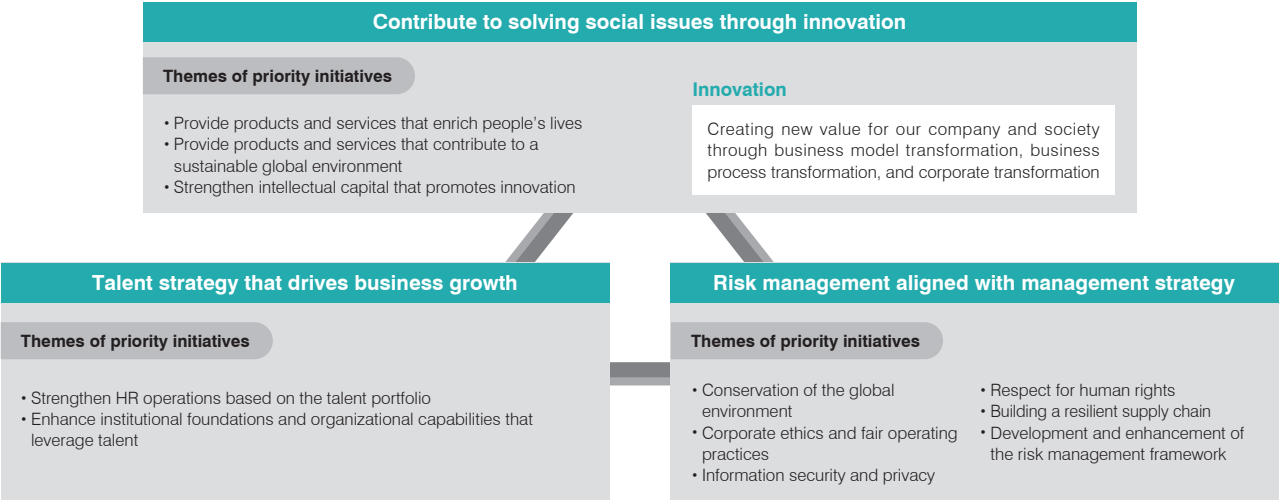 Contribute to solving social issues through innovation
Themes of priority initiatives
• Provide products and services that enrich people's lives
• Provide products and services that contribute to a
sustainable global environment
• Strengthen intellectual capital that promotes innovation
Innovation
Creating new value for our company and society
through business model transformation, business
process transformation, and corporate transformation
Talent strategy that drives business growth
Themes of priority initiatives
• Strengthen HR operations based on the talent portfolio
• Enhance institutional foundations and organizational capabilities that
leverage talent
Risk management aligned with management strategy
Themes of priority initiatives
• Conservation of the global
environment
• Corporate ethics and fair operating
practices
• Information security and privacy
• Respect for human rights
• Building a resilient supply chain
• Development and enhancement of
the risk management framework